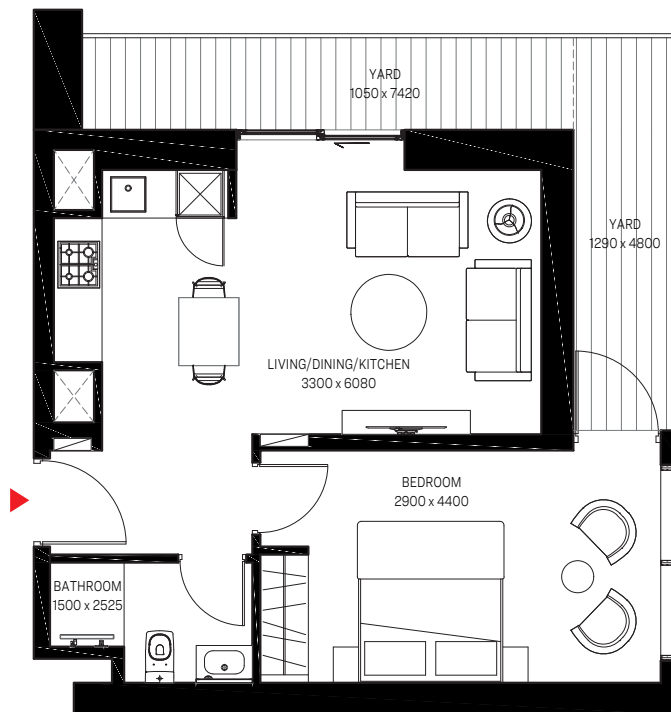 YARD
1050 x 7420
YARD
1290 x 4800
LIVING/DINING/KITCHEN
3300 x 6080
BEDROOM
2900 x 4400
BATHROOM
1500 x 2525